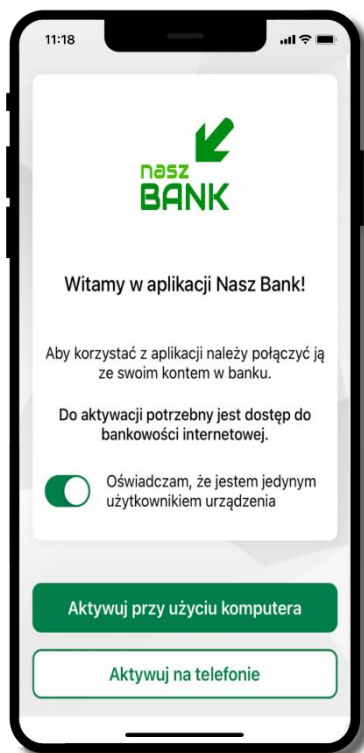 11:18
nasz
BANK
Witamy w aplikacji Nasz Bank!
Aby korzystać z aplikacji należy połączyć ją
ze swoim kontem w banku.
Do aktywacji potrzebny jest dostęp do
bankowości internetowej.
Oświadczam, że jestem jedynym
użytkownikiem urządzenia
Aktywuj przy użyciu komputera
Aktywuj na telefonie